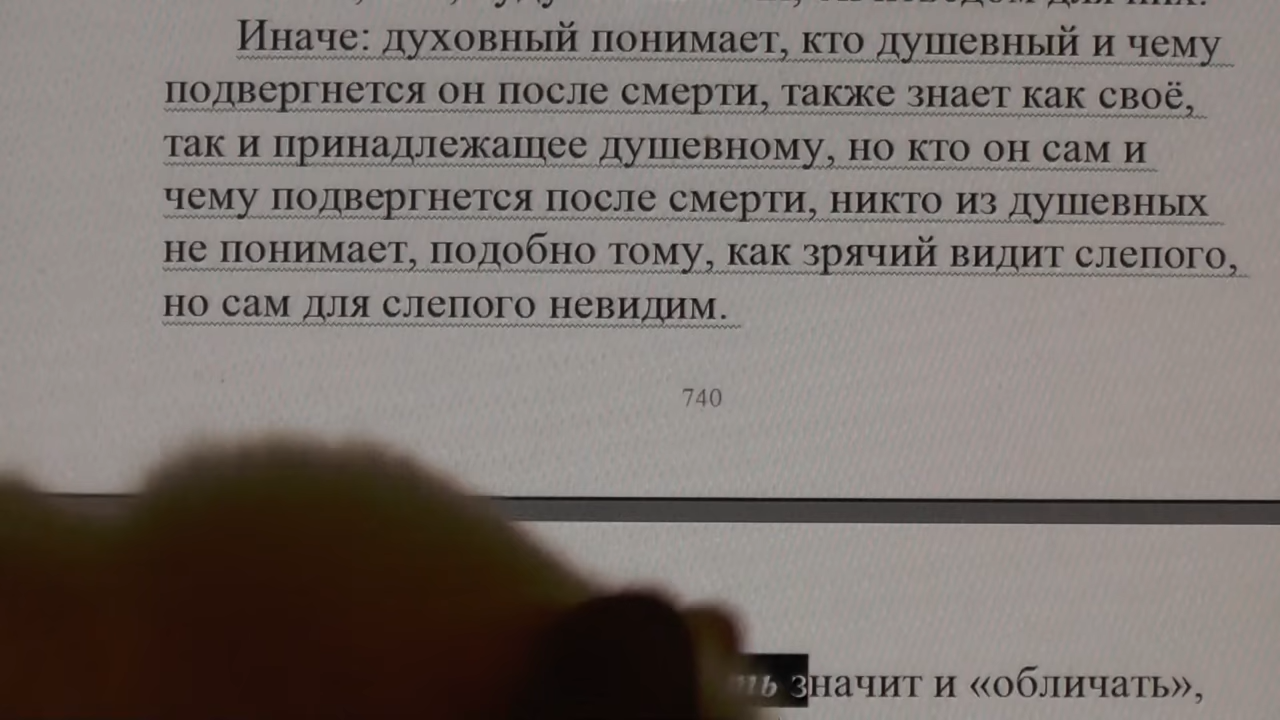 Иначе: духовный понимает, кто душевный и чему
подвергнется он после смерти, также знает как своё,
так и принадлежащее душевному, но кто он сам и
чему подвергнется после смерти, никто из душевных
не понимает, подобно тому, как зрячий видит слепого,
но сам для слепого невидим.
740
значит и «обличать»,